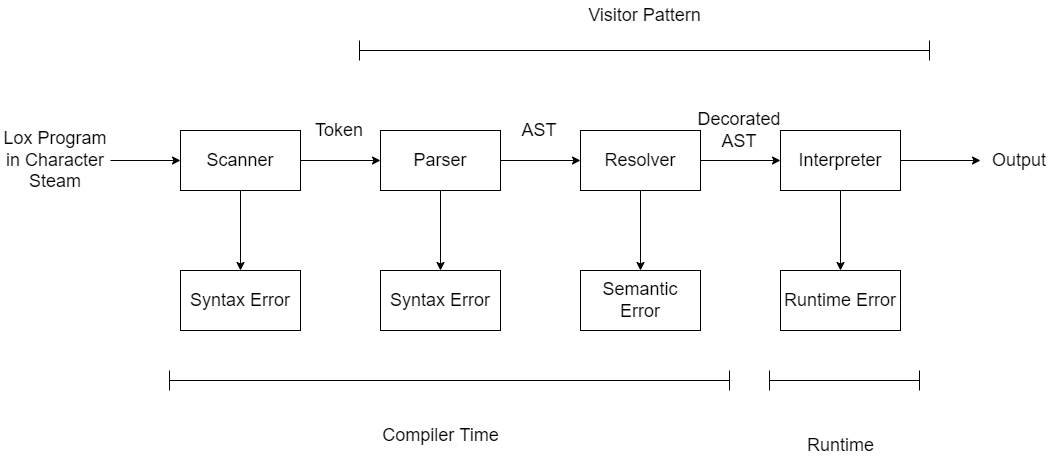 Visitor Pattern
Lox Program
in Character
Steam
Scanner
Token
Parser
AST
Resolver
Decorated
AST
Interpreter
Output
Syntax Error
Syntax Error
Semantic
Error
Runtime Error
Compiler Time
Runtime